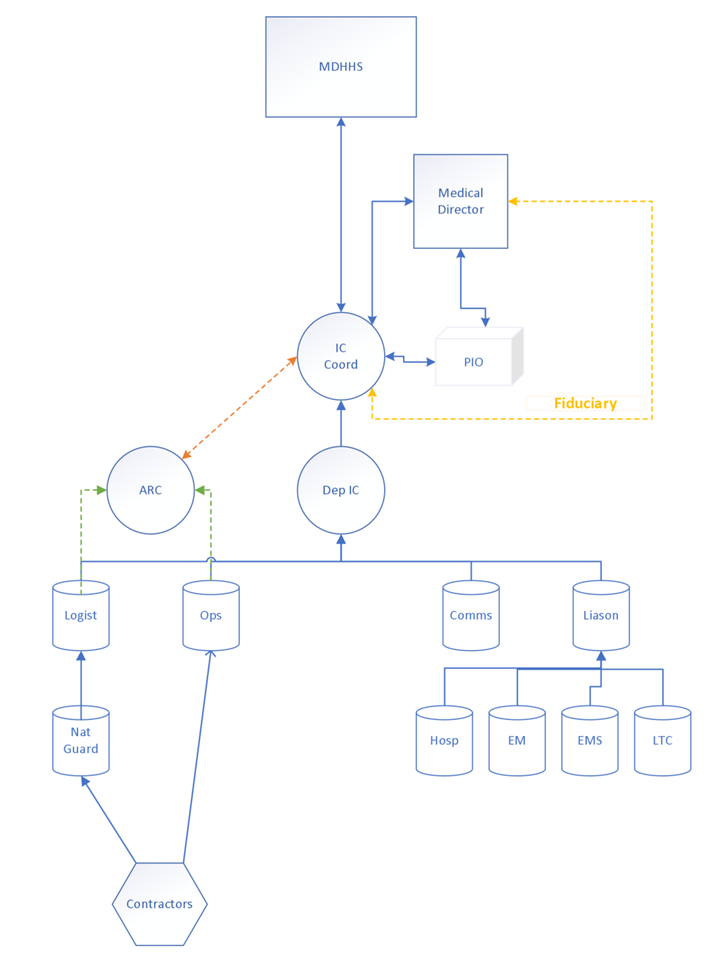 MDHHS
Medical
Director
IC
Coord
PIO
Fiduciary
ARC
Dep IC
Logist
Ops
Comms
Liason
Nat
Guard
Hosp
EM
EMS
LTC
Contractors